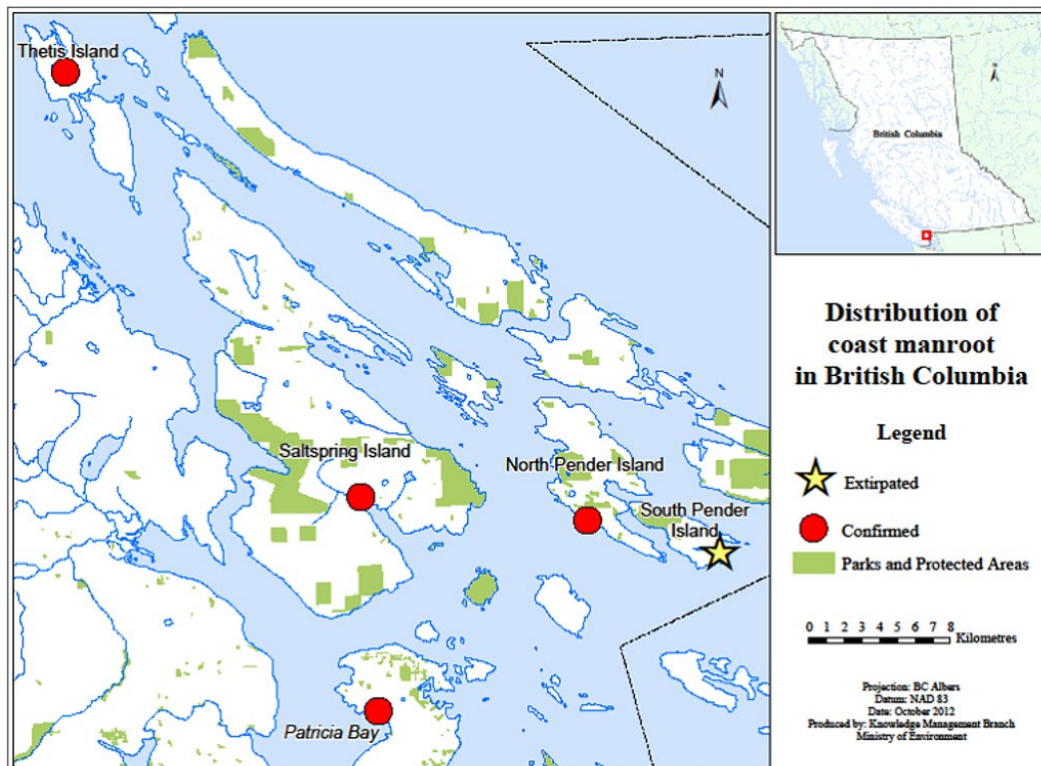 Thetis Island
N
Saltspring Island
North Pender Island
South Pender
Island
Patricia Bay
N
British Columbia
Distribution of
coast manroot
in British Columbia
Legend
Extirpated
Confirmed
Parks and Protected Areas
0 1 2 3 4 5 6 7 8
Kilometres
Projection: BC Albers
Datum: NAD 83
Date: October 2012
Produced by: Knowledge Management Branch
Ministry of Environment